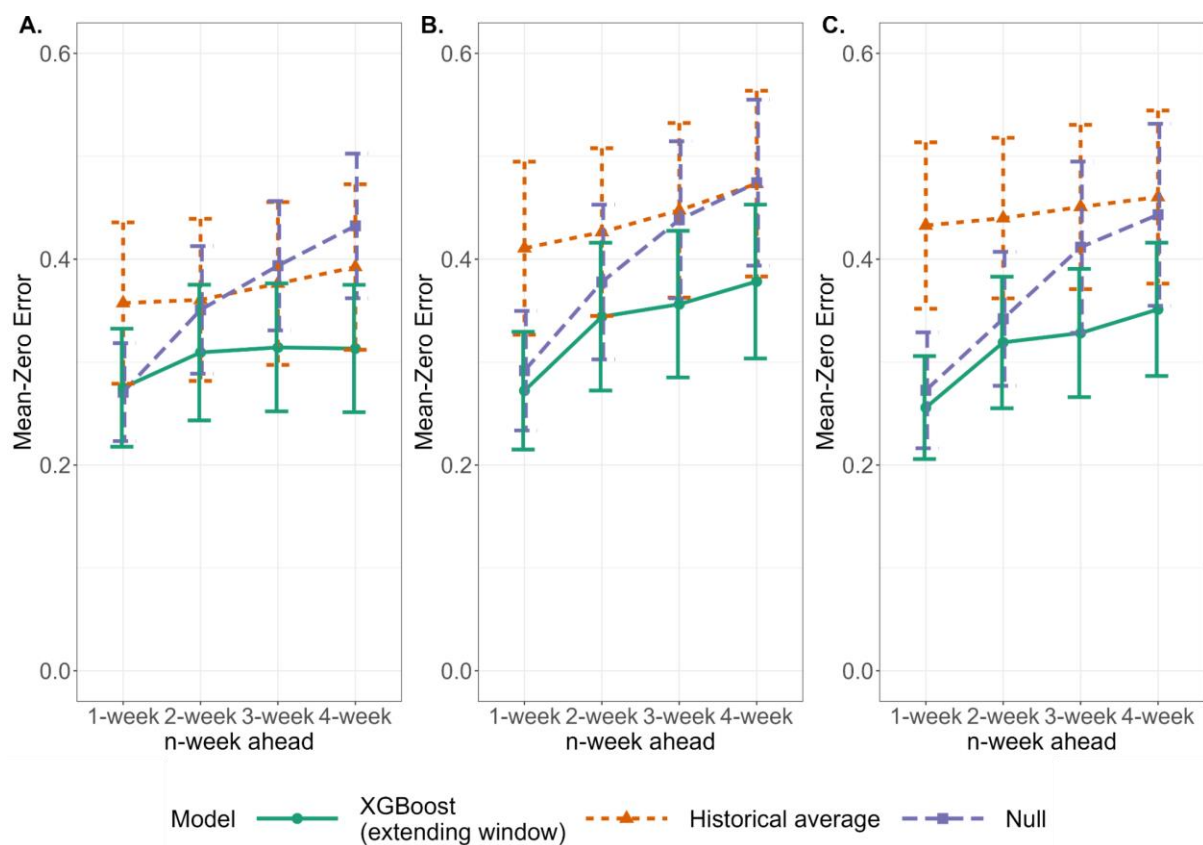 A.
B.
C.
Mean-Zero Error
0.6
0.4
0.2
0.0
1-week 2-week 3-week 4-week
n-week ahead
Mean-Zero Error
0.6
0.4
0.2
0.0
1-week 2-week 3-week 4-week
n-week ahead
Mean-Zero Error
0.6
0.4
0.2
0.0
1-week 2-week 3-week 4-week
n-week ahead
Model
XGBoost
(extending window)
Historical average
Null